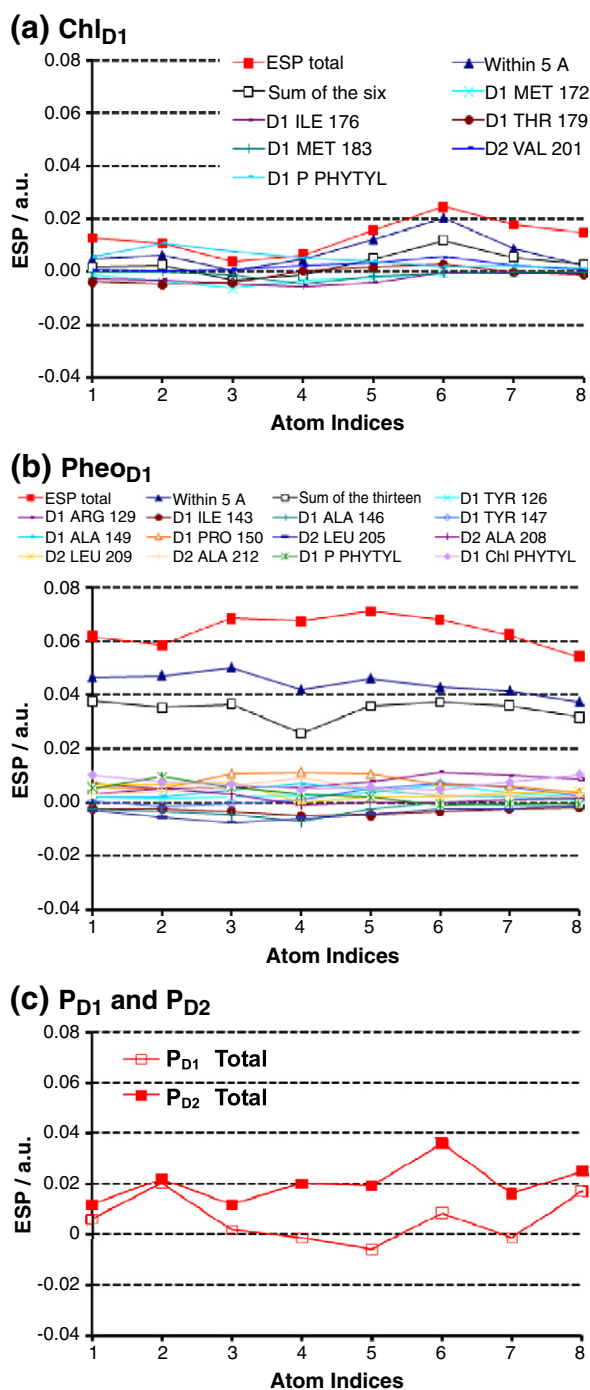 (a) ChlD1
0.08
0.06
0.04
0.02
0.00
-0.02
-0.04
ESP / a.u.
ESP total Within 5 A
Sum of the six D1 MET 172
D1 ILE 176 D1 THR 179
D1 MET 183 D2 VAL 201
D1 P PHYTYL
1 2 3 4 5 6 7 8
Atom Indices
(b) PheoD1
ESP total Within 5 A Sum of the thirteen D1 TYR 126
D1 ARG 129 D1 ILE 143 D1 ALA 146 D1 TYR 147
D1 ALA 149 D1 PRO 150 D2 LEU 205 D2 ALA 208
D2 LEU 209 D2 ALA 212 D1 P PHYTYL D1 Chl PHYTYL
0.08
0.06
0.04
0.02
0.00
-0.02
-0.04
ESP / a.u.
1 2 3 4 5 6 7 8
Atom Indices
(c) PD1 and PD2
0.08
0.06
0.04
0.02
0
-0.02
-0.04
ESP / a.u.
PD1 Total
PD2 Total
1 2 3 4 5 6 7 8
Atom Indices